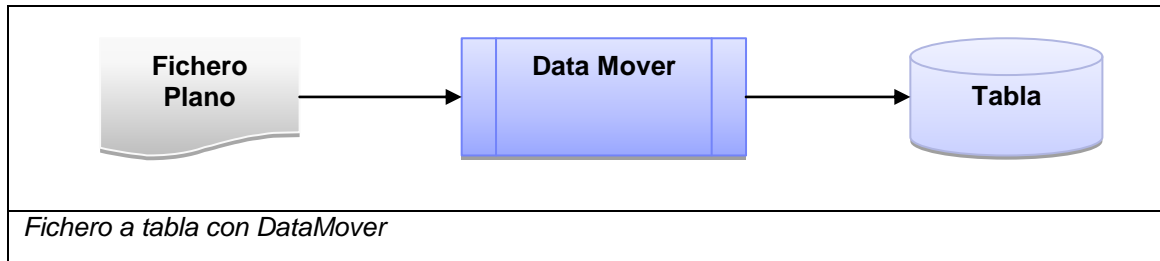 Fichero
Plano
Data Mover
Tabla
Fichero a tabla con DataMover